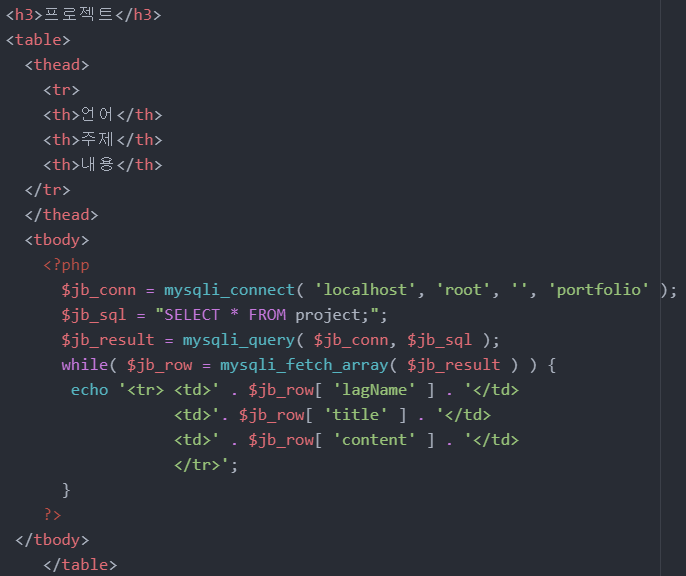 <h3>프로젝트</h3>
<table>
<thead>
<tr>
<th>언어</th>
<th>주제</th>
<th>내용</th>
</tr>
</thead>
<tbody>
<?php
$jb_conn = mysqli_connect( 'localhost', 'root', '', 'portfolio' );
$jb_sql = "SELECT * FROM project;";
$jb_result = mysqli_query( $jb_conn, $jb_sql );
while( $jb_row = mysqli_fetch_array( $jb_result ) ) {
echo '<tr> <td>' . $jb_row[ 'lagName' ] . '</td>
<td>'. $jb_row[ 'title' ] . '</td>
<td>' . $jb_row[ 'content' ] . '</td>
</tr>';
}
?>
</tbody>
</table>